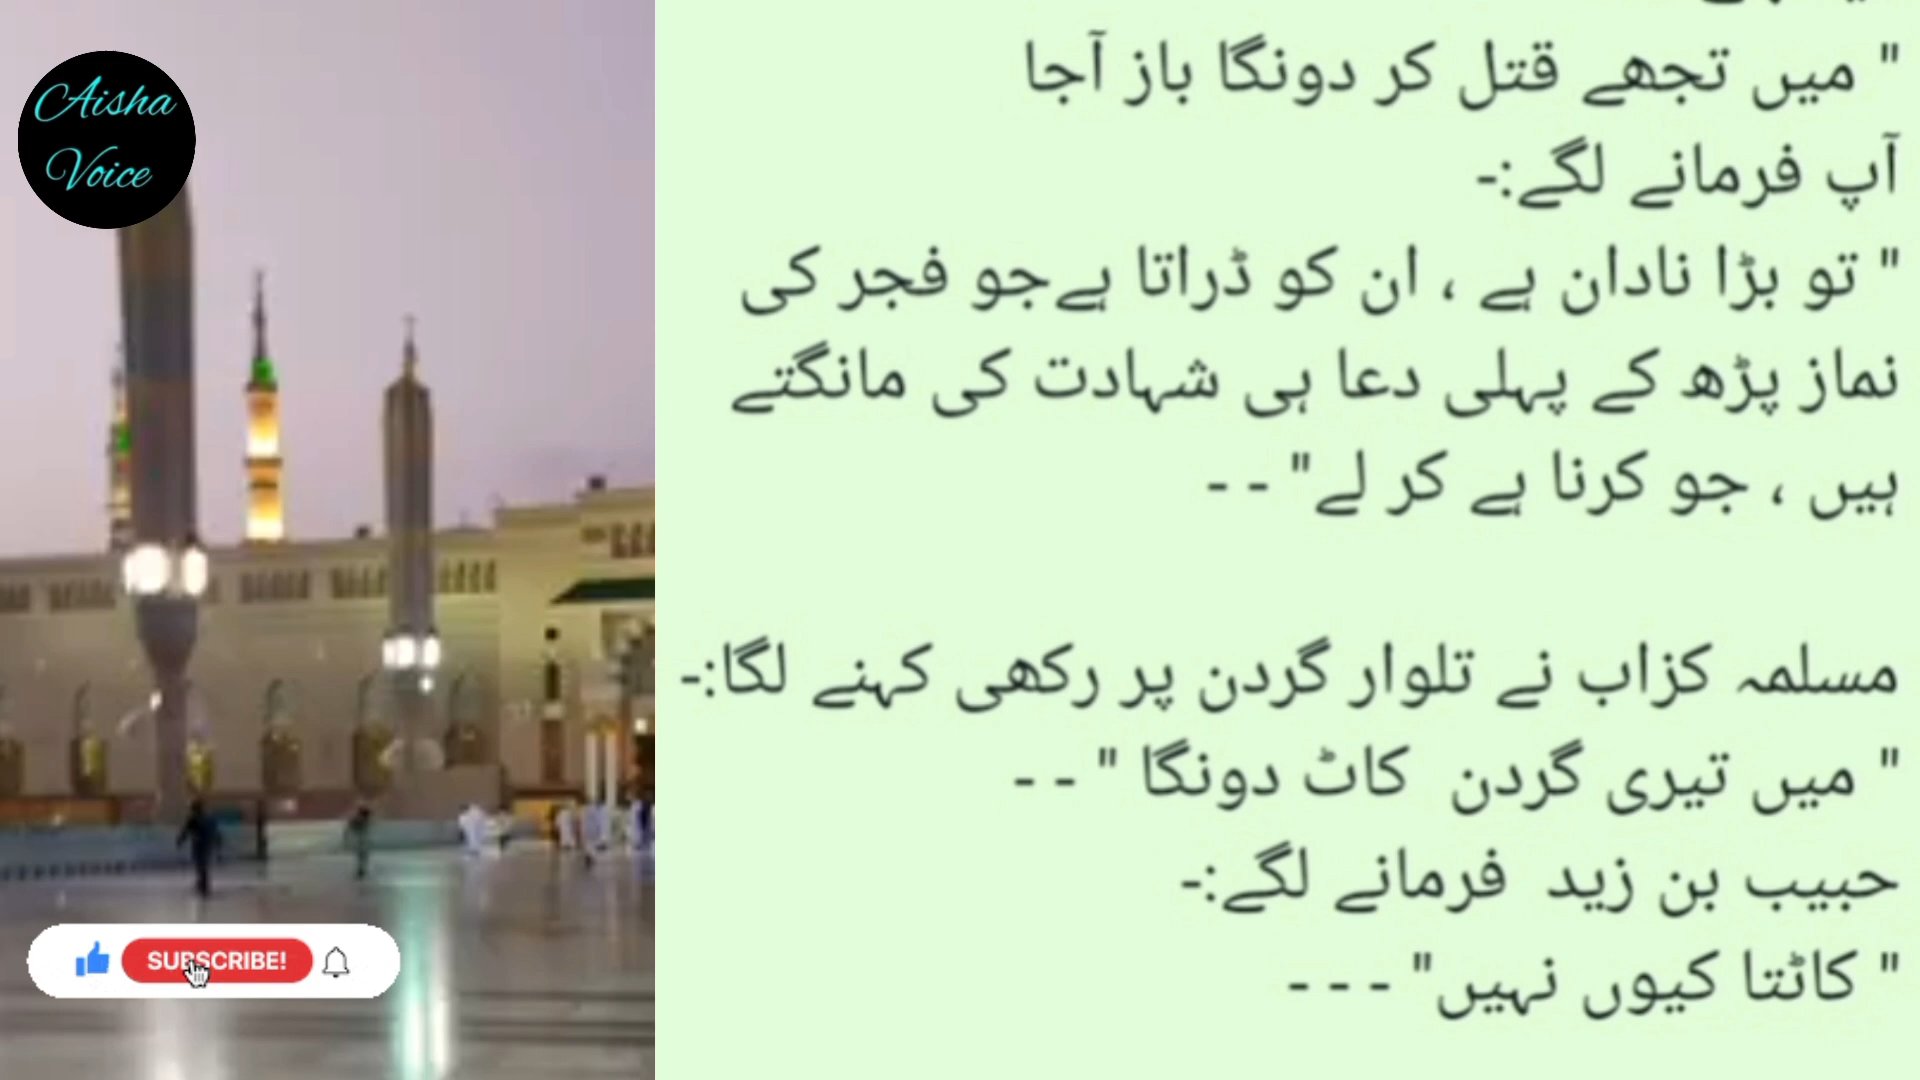 Aisha
Voice
SUBSCRIBE!
" میں تجھے قتل کر دونگا باز آجا
آپ فرمانے لگے:-
" تو بڑا نادان ہے ، ان کو ڈراتا ہےجو فجر کی
نماز پڑھ کے پہلی دعا ہی شہادت کی مانگتے
ہیں ، جو کرنا ہے کر لے" - -
مسلمہ کزاب نے تلوار گردن پر رکھی کہنے لگا:-
" میں تیری گردن کاٹ دونگا " - -
حبیب بن زید فرمانے لگے:-
" کاٹتا کیوں نہیں" - - -